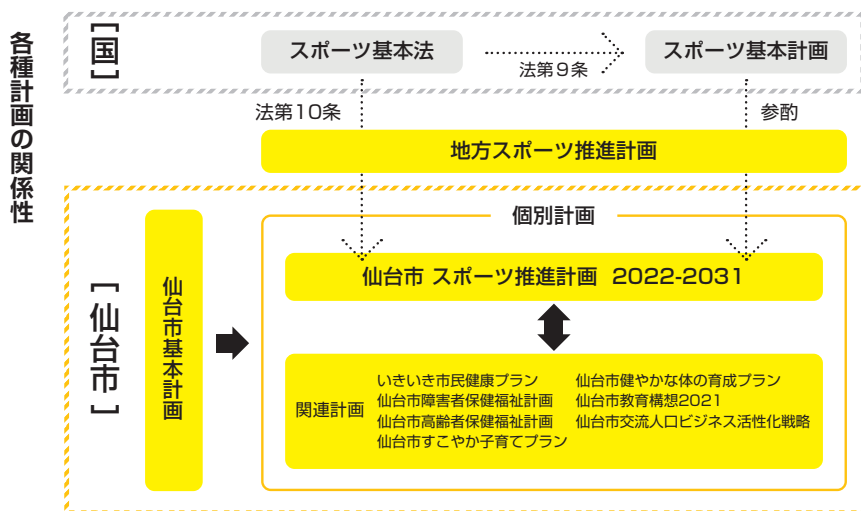 各種計画の関係性
[国]
スポーツ基本法
法第9条
スポーツ基本計画
法第10条
参酌
地方スポーツ推進計画
[仙台市]
仙台市基本計画
個別計画
仙台市 スポーツ推進計画 2022-2031
関連計画
いきいき市民健康プラン
仙台市障害者保健福祉計画
仙台市高齢者保健福祉計画
仙台市すこやか子育てプラン
仙台市健やかな体の育成プラン
仙台市教育構想2021
仙台市交流人口ビジネス活性化戦略